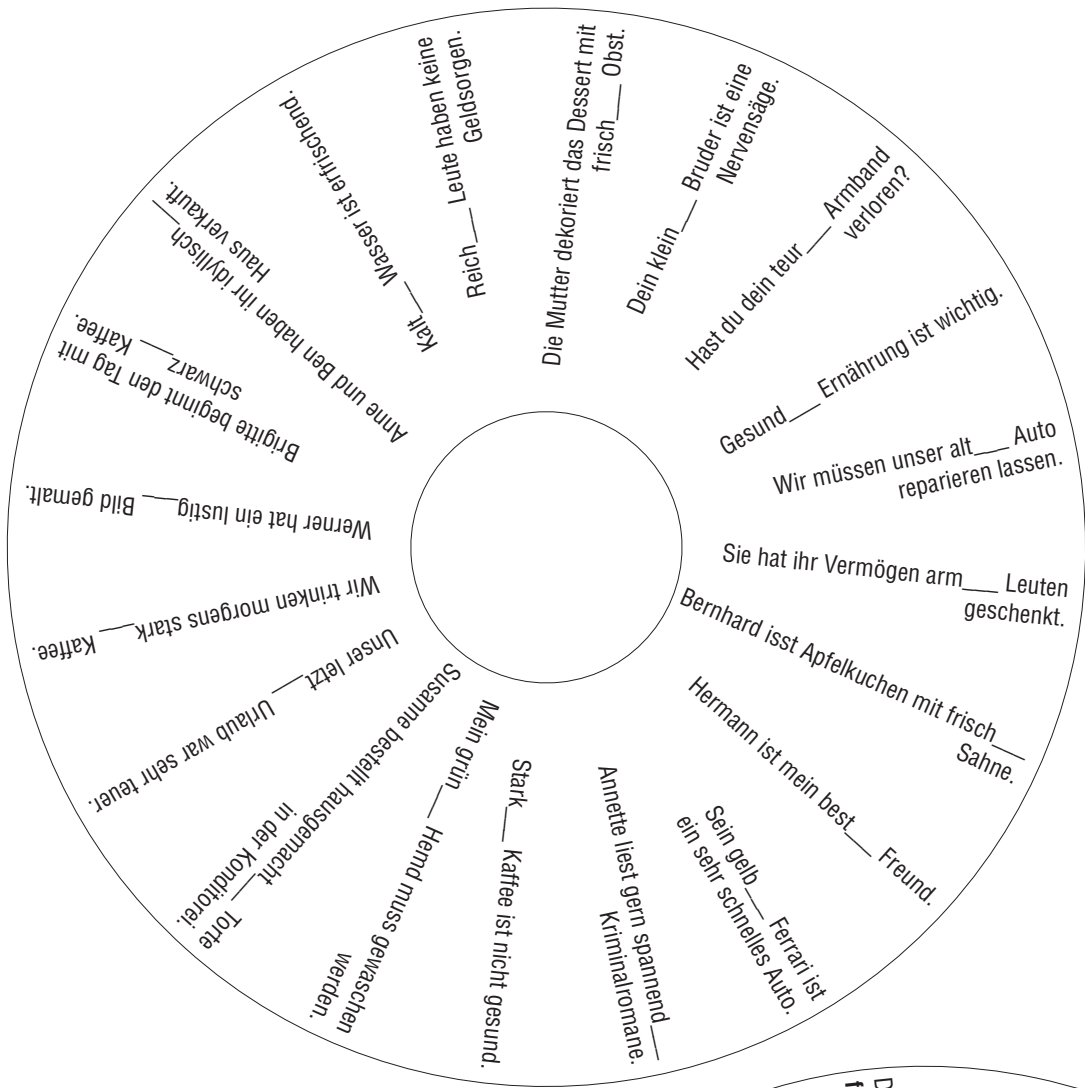 Die Mutter dekoriert das Dessert mit
frisch___ Obst.
Dein klein___ Bruder ist eine
Nervensäge.
Hast du dein teur___ Armband
verloren?
Gesund___ Ernährung ist wichtig.
Wir müssen unser alt___ Auto
reparieren lassen.
Sie hat ihr Vermögen arm___ Leuten
geschenkt.
Bernhard isst Apfelkuchen mit frisch___
Sahne.
Hermann ist mein best___ Freund.
Sein gelb___ Ferrari ist
ein sehr schnelles Auto.
Annette liest gern spannend___
Kriminalromane.
Stark___ Kaffee ist nicht gesund.
Mein grün___ Hemd muss gewaschen
werden.
Susanne bestellt hausgemacht___ Torte
in der Konditorei.
Unser letzt___ Urlaub war sehr teuer.
Wir trinken morgens stark___ Kaffee.
Werner hat ein lustig___ Bild gemalt.
Brigitte beginnt den Tag mit
schwarz___ Kaffee.
Anne und Ben haben ihr idyllisch___
Haus verkauft.
Kalt___ Wasser ist erfrischend.
Reich___ Leute haben keine
Geldsorgen.